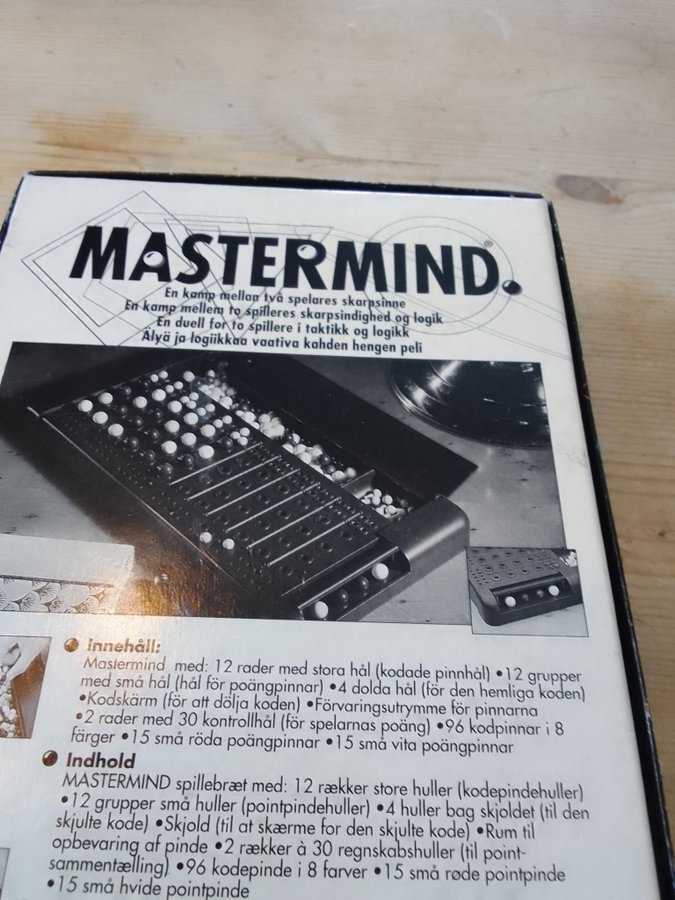 MASTERMIND®
En kamp mellan två spelares skarpsinne
En kamp mellem to spilleres skarpsindighed og logik
En duell for to spillere i taktikk og logikk
Älyä ja logiikkaa vaativa kahden hengen peli
Innehåll:
Mastermind med: 12 rader med stora hål (kodade pinnhål) •12 grupper
med små hål (hål för poängpinnar) •4 dolda hål (för den hemliga koden)
•Kodskärm (för att dölja koden) •Förvaringsutrymme för pinnarna
•2 rader med 30 kontrollhål (för spelarnas poäng) •96 kodpinnar i 8
färger •15 små röda poängpinnar •15 små vita poängpinnar
Indhold
MASTERMIND spillebræt med: 12 rækker store huller (kodepindehuller)
•12 grupper små huller (pointpindehuller) •4 huller bag skjoldet (til den
skjulte kode) •Skjold (til at skærme for den skjulte kode) •Rum til
opbevaring af pinde •2 rækker à 30 regnskabshuller (til point-
sammentælling) •96 kodepinde i 8 farver •15 små røde pointpinde
•15 små hvide pointpinde